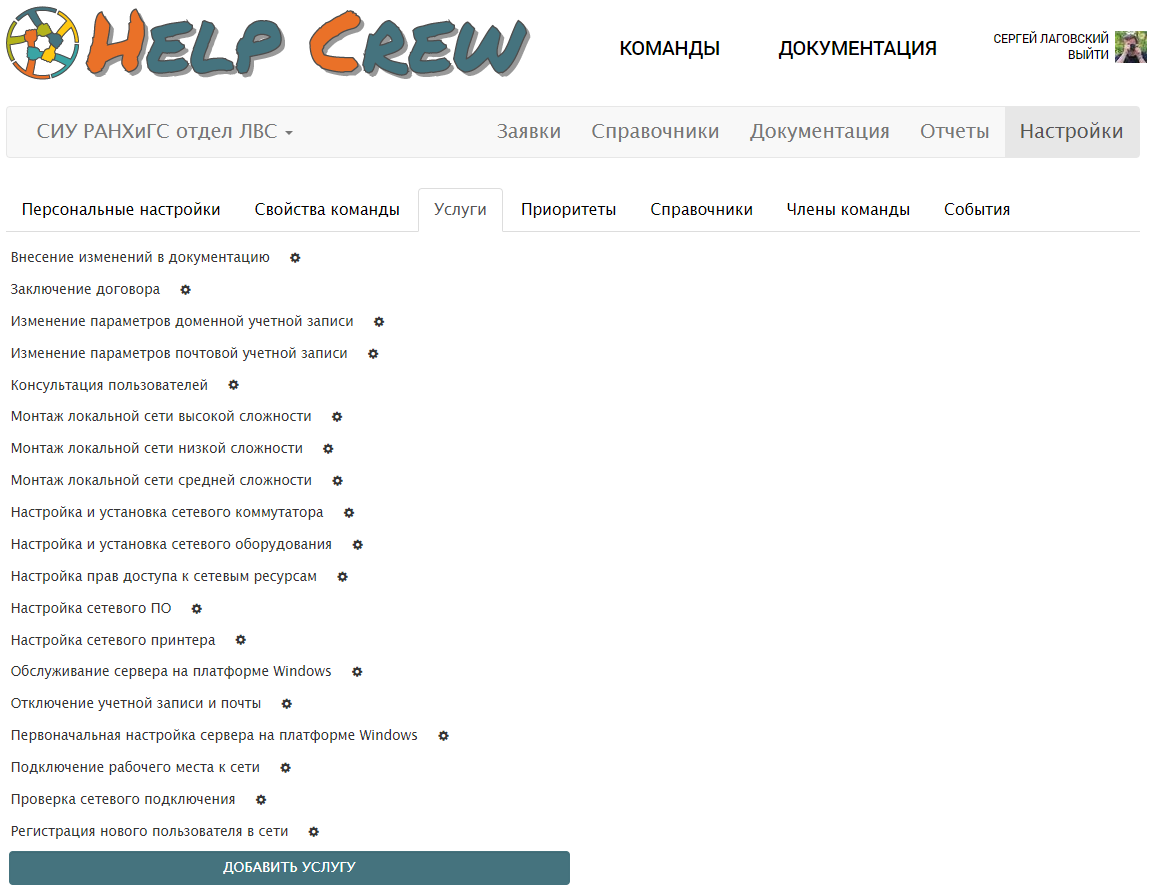 HELP CREW
КОМАНДЫ
ДОКУМЕНТАЦИЯ
СЕРГЕЙ ЛАГОВСКИЙ
ВЫЙТИ
СИУ РАНХиГС отдел ЛВС
Заявки
Справочники
Документация
Отчеты
Настройки
Персональные настройки
Свойства команды
Услуги
Приоритеты
Справочники
Члены команды
События
Внесение изменений в документацию
Заключение договора
Изменение параметров доменной учетной записи
Изменение параметров почтовой учетной записи
Консультация пользователей
Монтаж локальной сети высокой сложности
Монтаж локальной сети низкой сложности
Монтаж локальной сети средней сложности
Настройка и установка сетевого коммутатора
Настройка и установка сетевого оборудования
Настройка прав доступа к сетевым ресурсам
Настройка сетевого ПО
Настройка сетевого принтера
Обслуживание сервера на платформе Windows
Отключение учетной записи и почты
Первоначальная настройка сервера на платформе Windows
Подключение рабочего места к сети
Проверка сетевого подключения
Регистрация нового пользователя в сети
ДОБАВИТЬ УСЛУГУ